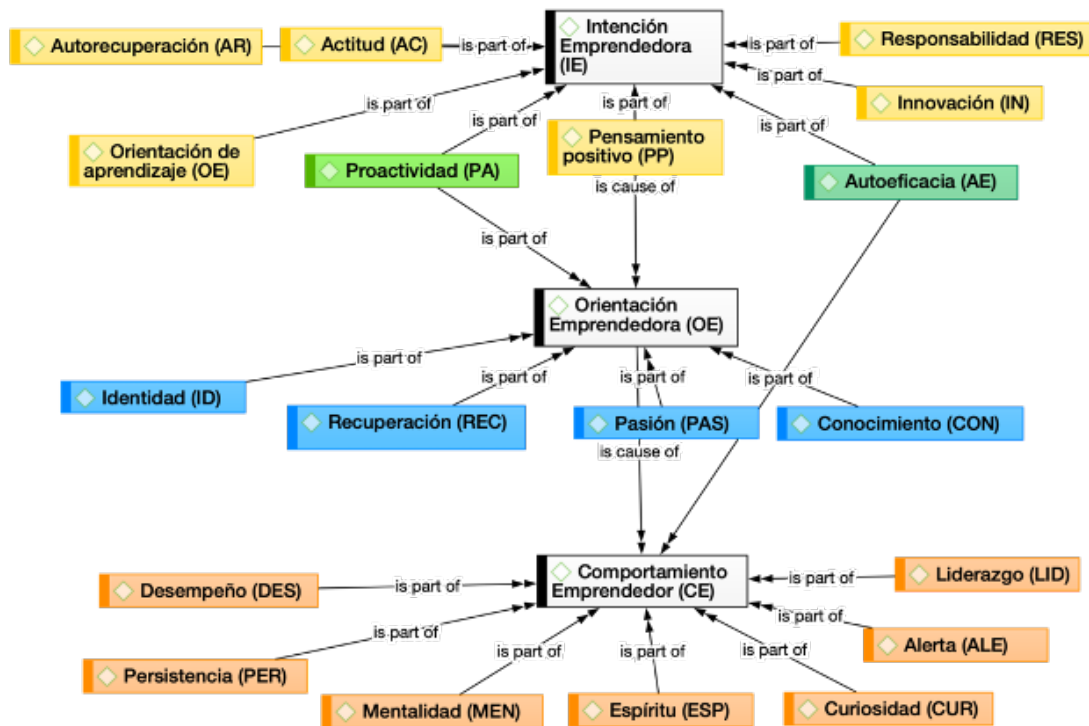 Autorecuperación (AR)
Actitud (AC)
is part of
Intención
Emprendedora
(IE)
is part of
Responsabilidad (RES)
is part of
Innovación (IN)
is part of
is part of
is part of
is part of
Orientación de
aprendizaje (OE)
Proactividad (PA)
Pensamiento
positivo (PP)
Autoeficacia (AE)
is cause of
is part of
Orientación
Emprendedora (OE)
is part of
is part of
is part of
is part of
Identidad (ID)
Recuperación (REC)
Pasión (PAS)
Conocimiento (CON)
is cause of
Comportamiento
Emprendedor (CE)
Desempeño (DES)
is part of
is part of
Liderazgo (LID)
is part of
is part of
Alerta (ALE)
is part of
is part of
is part of
Persistencia (PER)
Mentalidad (MEN)
Espíritu (ESP)
Curiosidad (CUR)